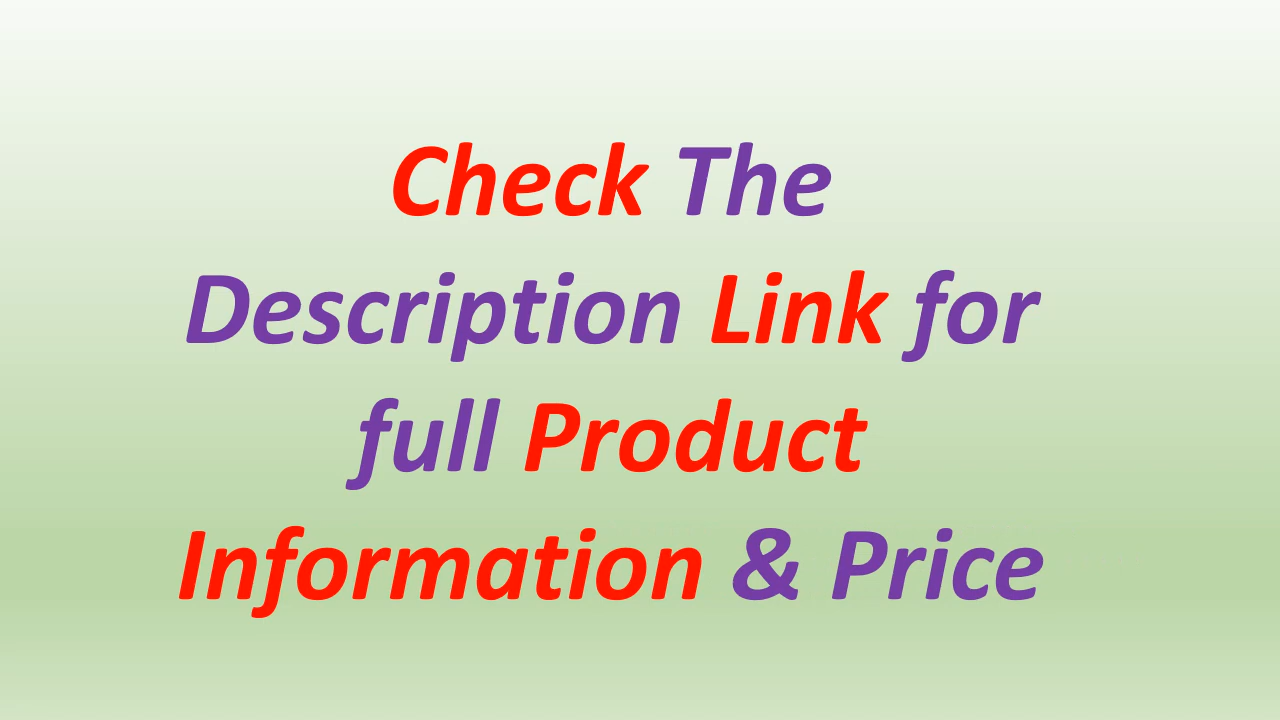 Check The
Description Link for
full Product
Information & Price